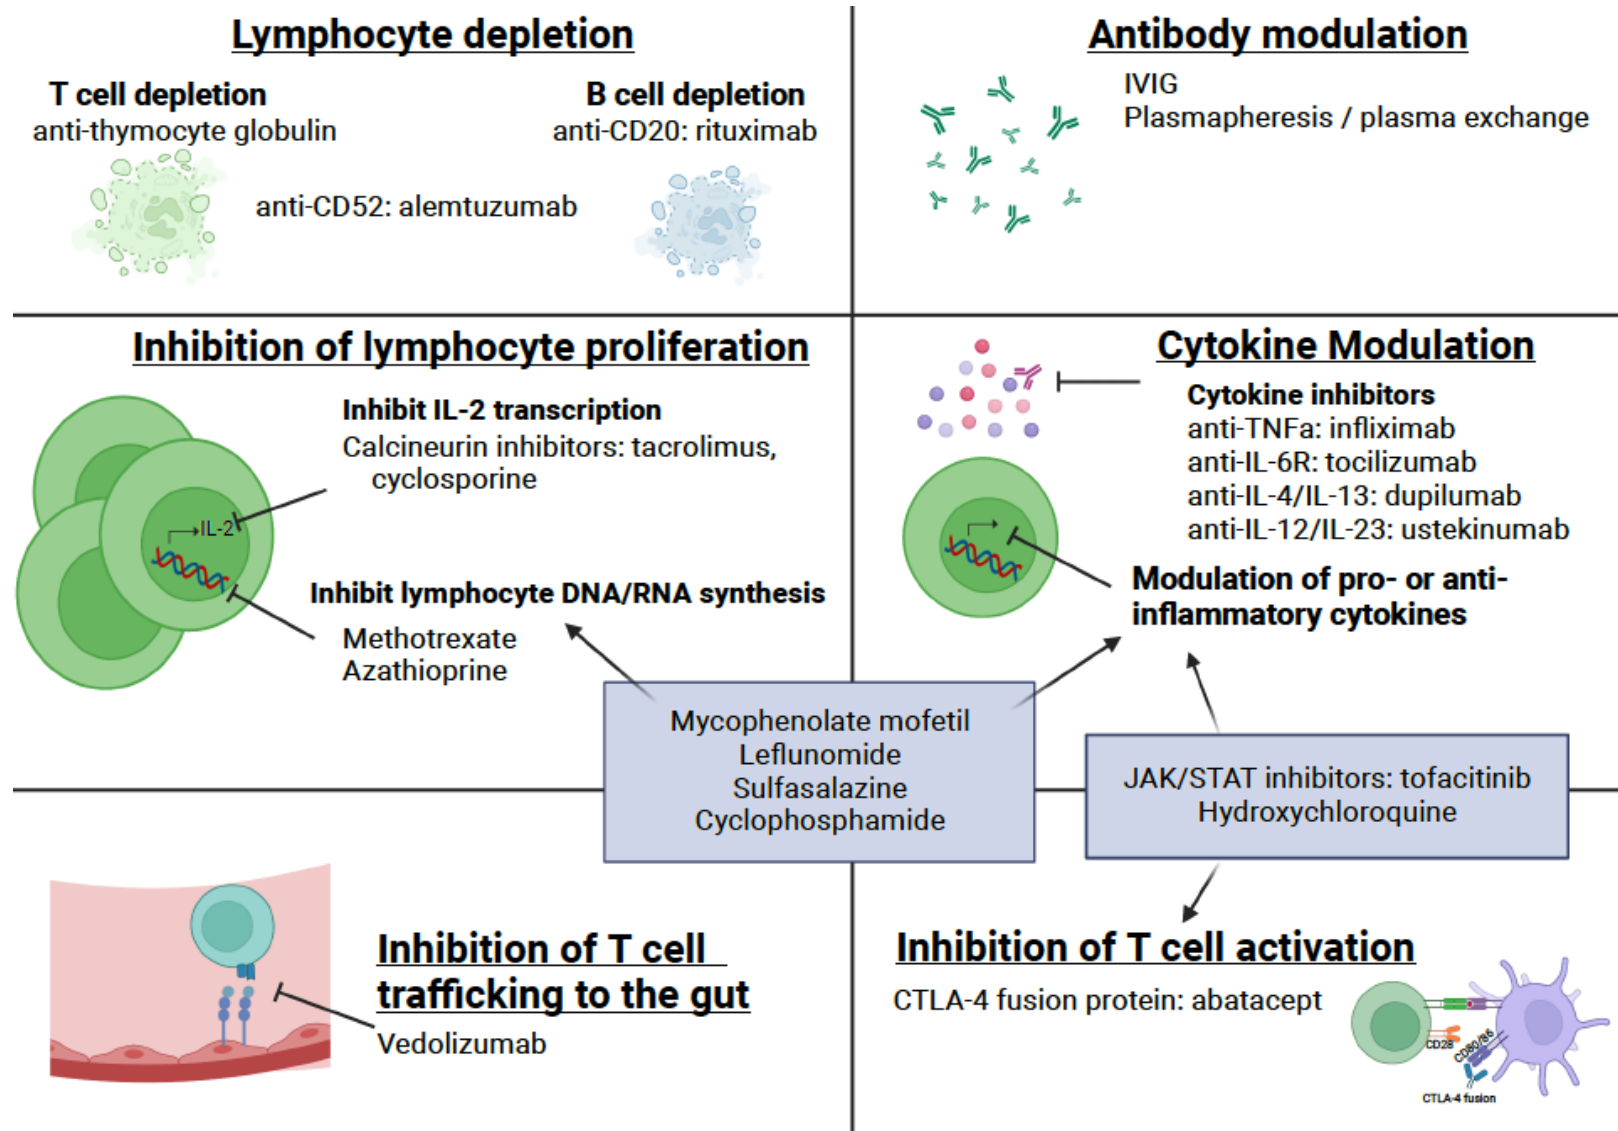 Lymphocyte depletion
T cell depletion
anti-thymocyte globulin
B cell depletion
anti-CD20: rituximab
anti-CD52: alemtuzumab
Antibody modulation
IVIG
Plasmapheresis / plasma exchange
Inhibition of lymphocyte proliferation
Inhibit IL-2 transcription
Calcineurin inhibitors: tacrolimus,
cyclosporine
IL-2
Inhibit lymphocyte DNA/RNA synthesis
Methotrexate
Azathioprine
Cytokine Modulation
Cytokine inhibitors
anti-TNFa: infliximab
anti-IL-6R: tocilizumab
anti-IL-4/IL-13: dupilumab
anti-IL-12/IL-23: ustekinumab
Modulation of pro- or anti-
inflammatory cytokines
Mycophenolate mofetil
Leflunomide
Sulfasalazine
Cyclophosphamide
JAK/STAT inhibitors: tofacitinib
Hydroxychloroquine
Inhibition of T cell
trafficking to the gut
Vedolizumab
Inhibition of T cell activation
CTLA-4 fusion protein: abatacept
CD28
CD80/86
CTLA-4 fusion